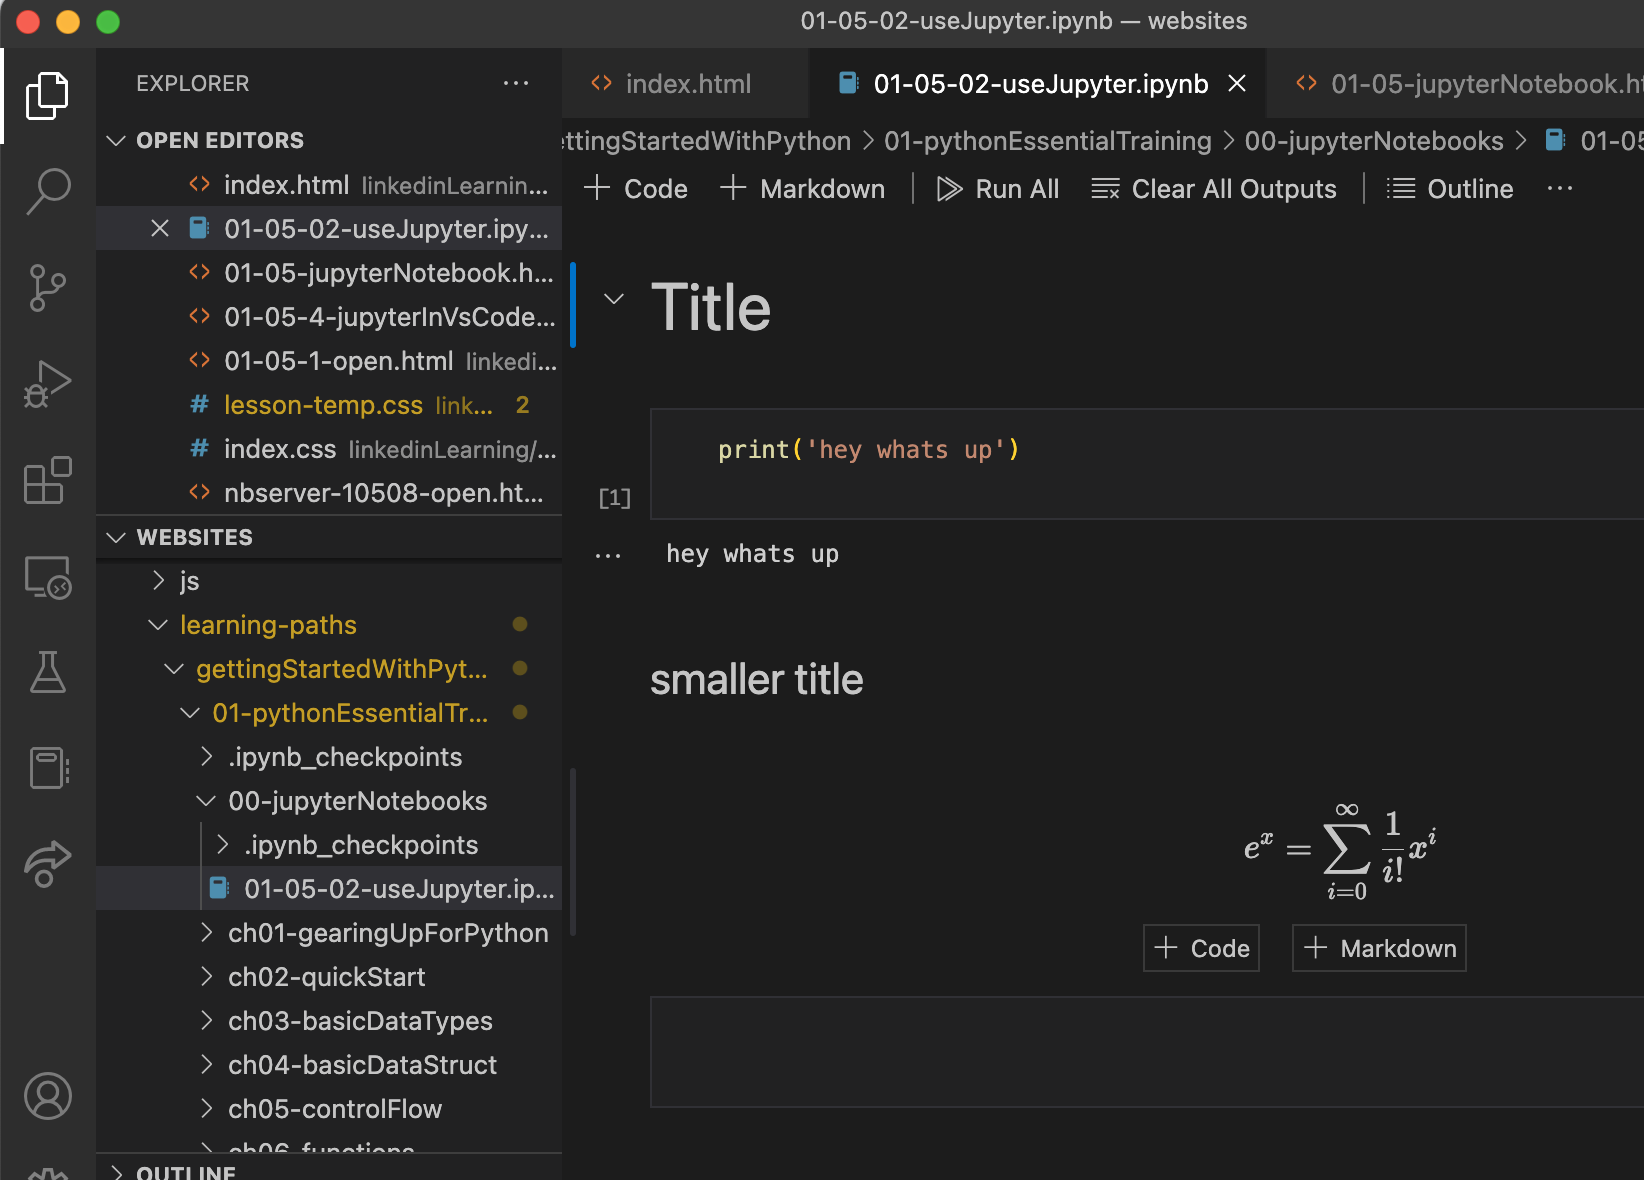 01-05-02-useJupyter.ipynb — websites
EXPLORER
OPEN EDITORS
index.html linkedinLearnin...
01-05-02-useJupyter.ipy...
01-05-jupyterNotebook.h...
01-05-4-jupyterInVsCode...
01-05-1-open.html linkedi...
lesson-temp.css link... 2
index.css linkedinLearning/...
nbserver-10508-open.ht...
WEBSITES
js
learning-paths
gettingStartedWithPyt...
01-pythonEssentialTr...
.ipynb_checkpoints
00-jupyterNotebooks
.ipynb_checkpoints
01-05-02-useJupyter.ip...
ch01-gearingUpForPython
ch02-quickStart
ch03-basicDataTypes
ch04-basicDataStruct
ch05-controlFlow
ch06-functions
OUTLINE
index.html
01-05-02-useJupyter.ipynb
01-05-jupyterNotebook.ht
ettingStartedWithPython > 01-pythonEssentialTraining > 00-jupyterNotebooks > 01-05
+ Code + Markdown | Run All Clear All Outputs | Outline ...
Title
print('hey whats up')
[1]
... hey whats up
smaller title
e^x = ∑_{i=0}^{∞} \frac{1}{i!} x^i
+ Code + Markdown